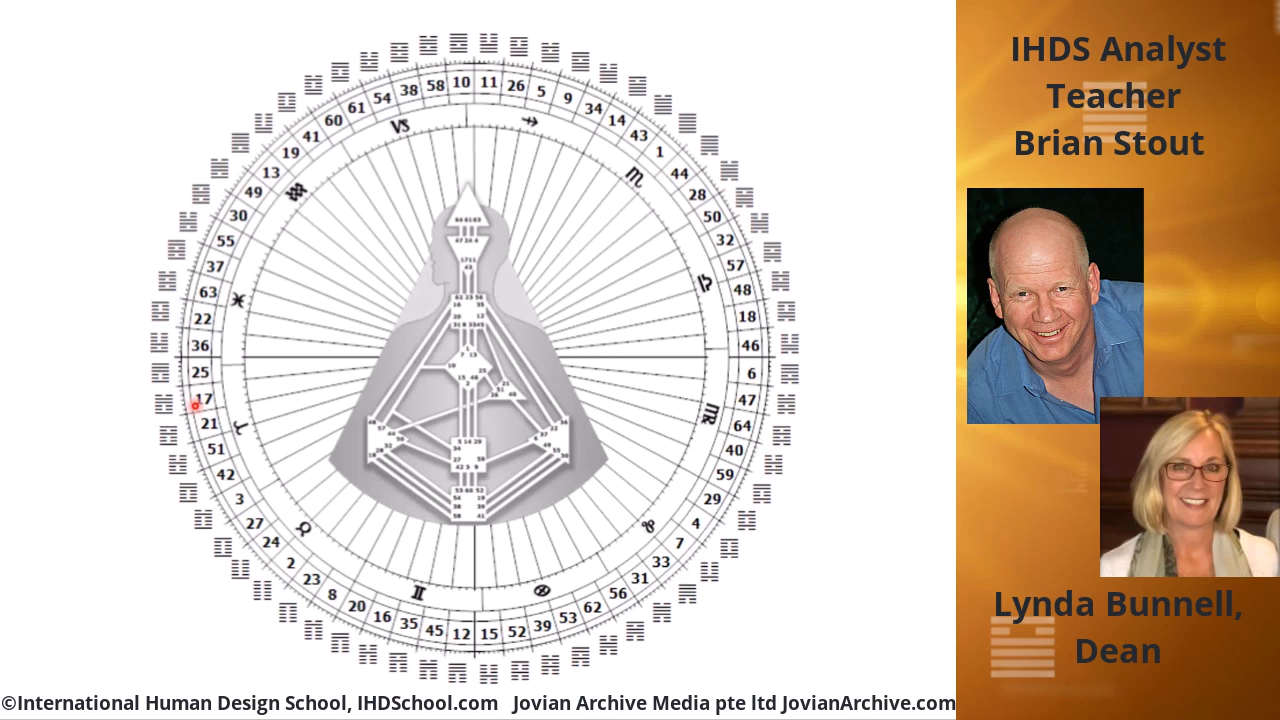 10 11 26 5 9 34 14 43 1 44 28 50 32 57 48 18 46 6 47 64 40 59 29 4 7 33 31 56 62 53 39 52 15 12 45 35 16 20 8 23 2 24 27 3 42 51 21 17 25 36 22 63 37 55 30 49 13 19 41 60 61 54 38 58
IHDS Analyst
Teacher
Brian Stout
Lynda Bunnell,
Dean
©International Human Design School, IHDSchool.com Jovian Archive Media pte ltd JovianArchive.com